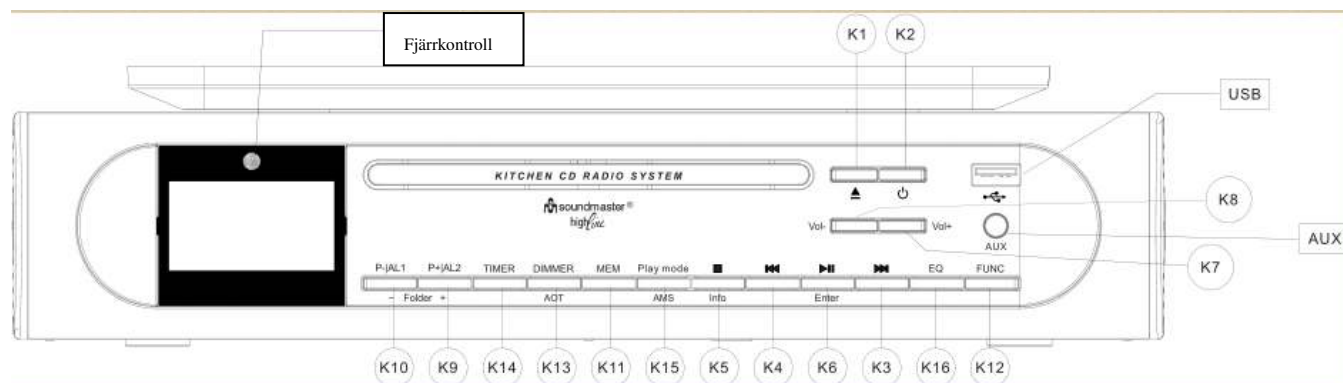 Fjärrkontroll
K1 K2
USB
KITCHEN CD RADIO SYSTEM
soundmaster®
highline
K8
Vol- Vol+
AUX
AUX
K7
P-|AL1 P+|AL2 TIMER DIMMER MEM Play mode EQ FUNC
− Folder + AOT AMS Info Enter
K10 K9 K14 K13 K11 K15 K5 K4 K6 K3 K16 K12